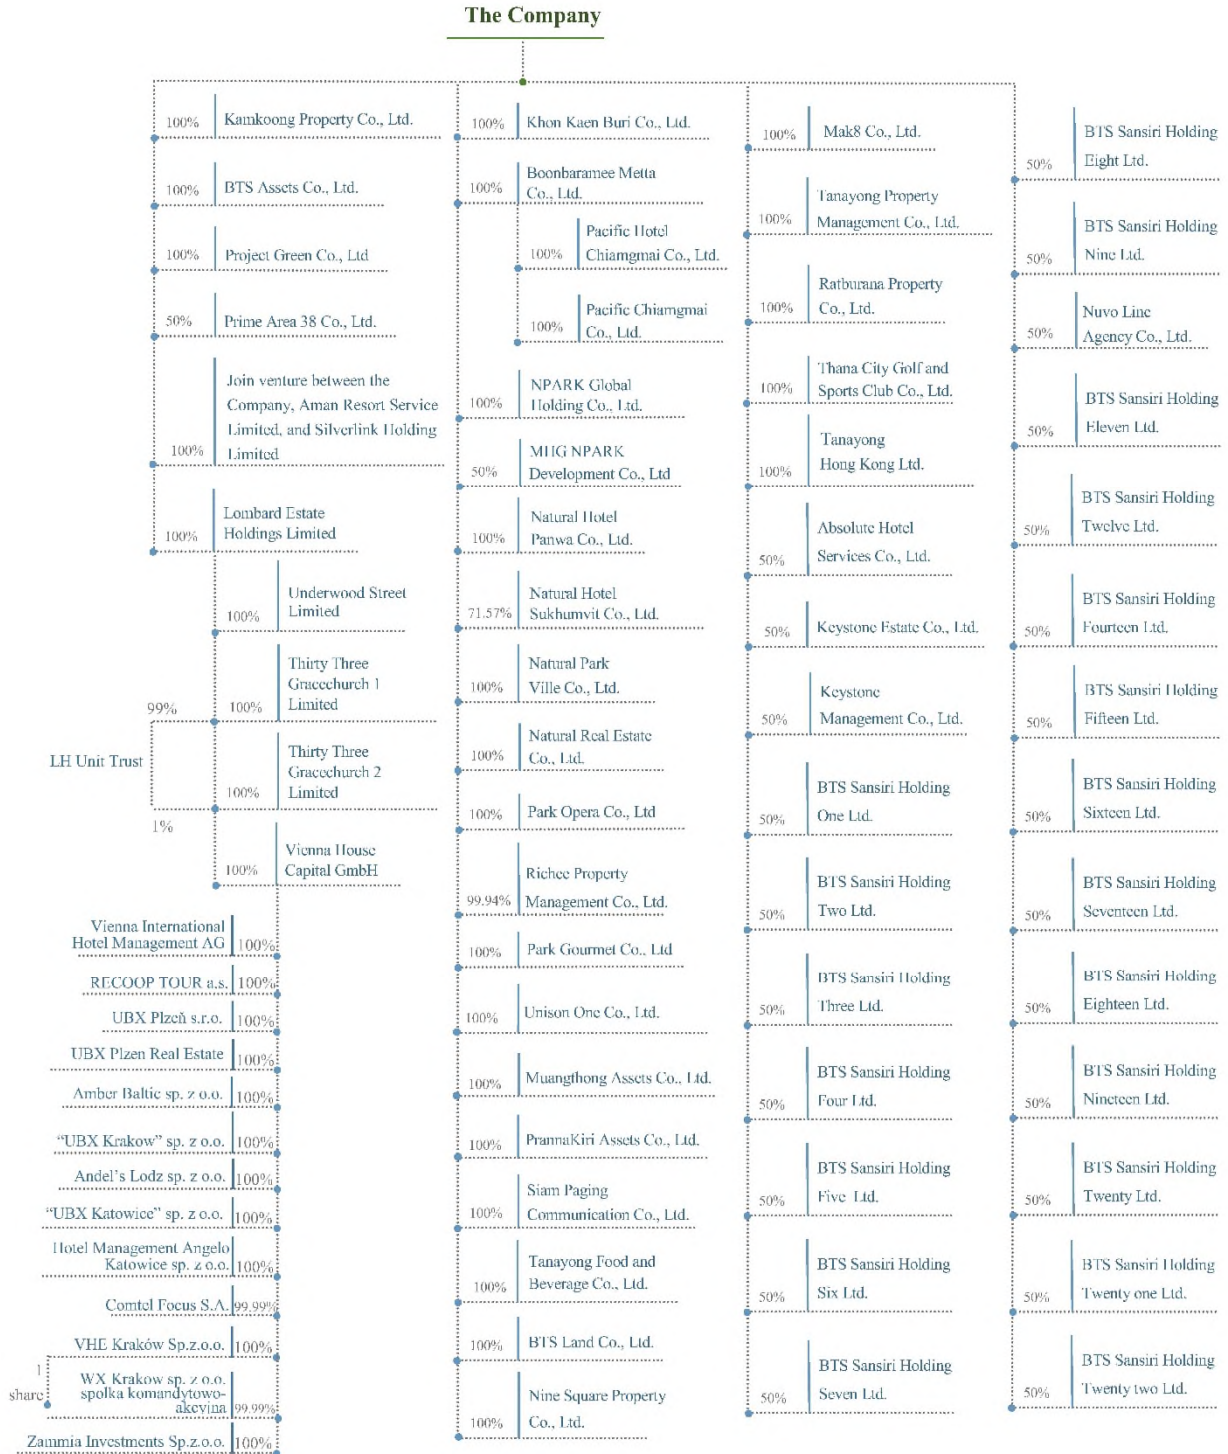 The Company
100%
Kamkoong Property Co., Ltd.
100%
BTS Assets Co., Ltd.
100%
Project Green Co., Ltd
50%
Prime Area 38 Co., Ltd.
Join venture between the
Company, Aman Resort Service
Limited, and Silverlink Holding
100%
Limited
Lombard Estate
100%
Holdings Limited
Underwood Street
100%
Limited
Thirty Three
Gracechurch 1
99%
100%
Limited
LH Unit Trust
Thirty Three
Gracechurch 2
100%
Limited
1%
Vienna House
100%
Capital GmbH
Vienna International
Hotel Management AG
100%
RECOOP TOUR a.s.
100%
UBX Plzeň s.r.o.
100%
UBX Plzen Real Estate
100%
Amber Baltic sp. z o.o.
100%
“UBX Krakow” sp. z o.o.
100%
Andel’s Lodz sp. z o.o.
100%
“UBX Katowice” sp. z o.o.
100%
Hotel Management Angelo
Katowice sp. z o.o.
100%
Comtel Focus S.A.
99.99%
VHE Kraków Sp.z.o.o.
100%
1
share
WX Krakow sp. z o.o.
spolka komandytowo-
akcyjna
99.99%
Zammia Investments Sp.z.o.o.
100%
100%
Khon Kaen Buri Co., Ltd.
Boonbaramee Metta
100%
Co., Ltd.
Pacific Hotel
100%
Chiamgmai Co., Ltd.
Pacific Chiamgmai
100%
Co., Ltd.
NPARK Global
100%
Holding Co., Ltd.
MHG NPARK
50%
Development Co., Ltd
Natural Hotel
100%
Panwa Co., Ltd.
Natural Hotel
71.57%
Sukhumvit Co., Ltd.
Natural Park
100%
Ville Co., Ltd.
Natural Real Estate
100%
Co., Ltd.
100%
Park Opera Co., Ltd
Richee Property
99.94%
Management Co., Ltd.
100%
Park Gourmet Co., Ltd
100%
Unison One Co., Ltd.
100%
Muangthong Assets Co., Ltd.
100%
PrannaKiri Assets Co., Ltd.
Siam Paging
100%
Communication Co., Ltd.
Tanayong Food and
100%
Beverage Co., Ltd.
100%
BTS Land Co., Ltd.
Nine Square Property
100%
Co., Ltd.
100%
Mak8 Co., Ltd.
Tanayong Property
100%
Management Co., Ltd.
Ratburana Property
100%
Co., Ltd.
Thana City Golf and
100%
Sports Club Co., Ltd.
Tanayong
100%
Hong Kong Ltd.
Absolute Hotel
50%
Services Co., Ltd.
50%
Keystone Estate Co., Ltd.
Keystone
50%
Management Co., Ltd.
BTS Sansiri Holding
50%
One Ltd.
BTS Sansiri Holding
50%
Two Ltd.
BTS Sansiri Holding
50%
Three Ltd.
BTS Sansiri Holding
50%
Four Ltd.
BTS Sansiri Holding
50%
Five Ltd.
BTS Sansiri Holding
50%
Six Ltd.
BTS Sansiri Holding
50%
Seven Ltd.
BTS Sansiri Holding
50%
Eight Ltd.
BTS Sansiri Holding
50%
Nine Ltd.
Nuvo Line
50%
Agency Co., Ltd.
BTS Sansiri Holding
50%
Eleven Ltd.
BTS Sansiri Holding
50%
Twelve Ltd.
BTS Sansiri Holding
50%
Fourteen Ltd.
BTS Sansiri Holding
50%
Fifteen Ltd.
BTS Sansiri Holding
50%
Sixteen Ltd.
BTS Sansiri Holding
50%
Seventeen Ltd.
BTS Sansiri Holding
50%
Eighteen Ltd.
BTS Sansiri Holding
50%
Nineteen Ltd.
BTS Sansiri Holding
50%
Twenty Ltd.
BTS Sansiri Holding
50%
Twenty one Ltd.
BTS Sansiri Holding
50%
Twenty two Ltd.